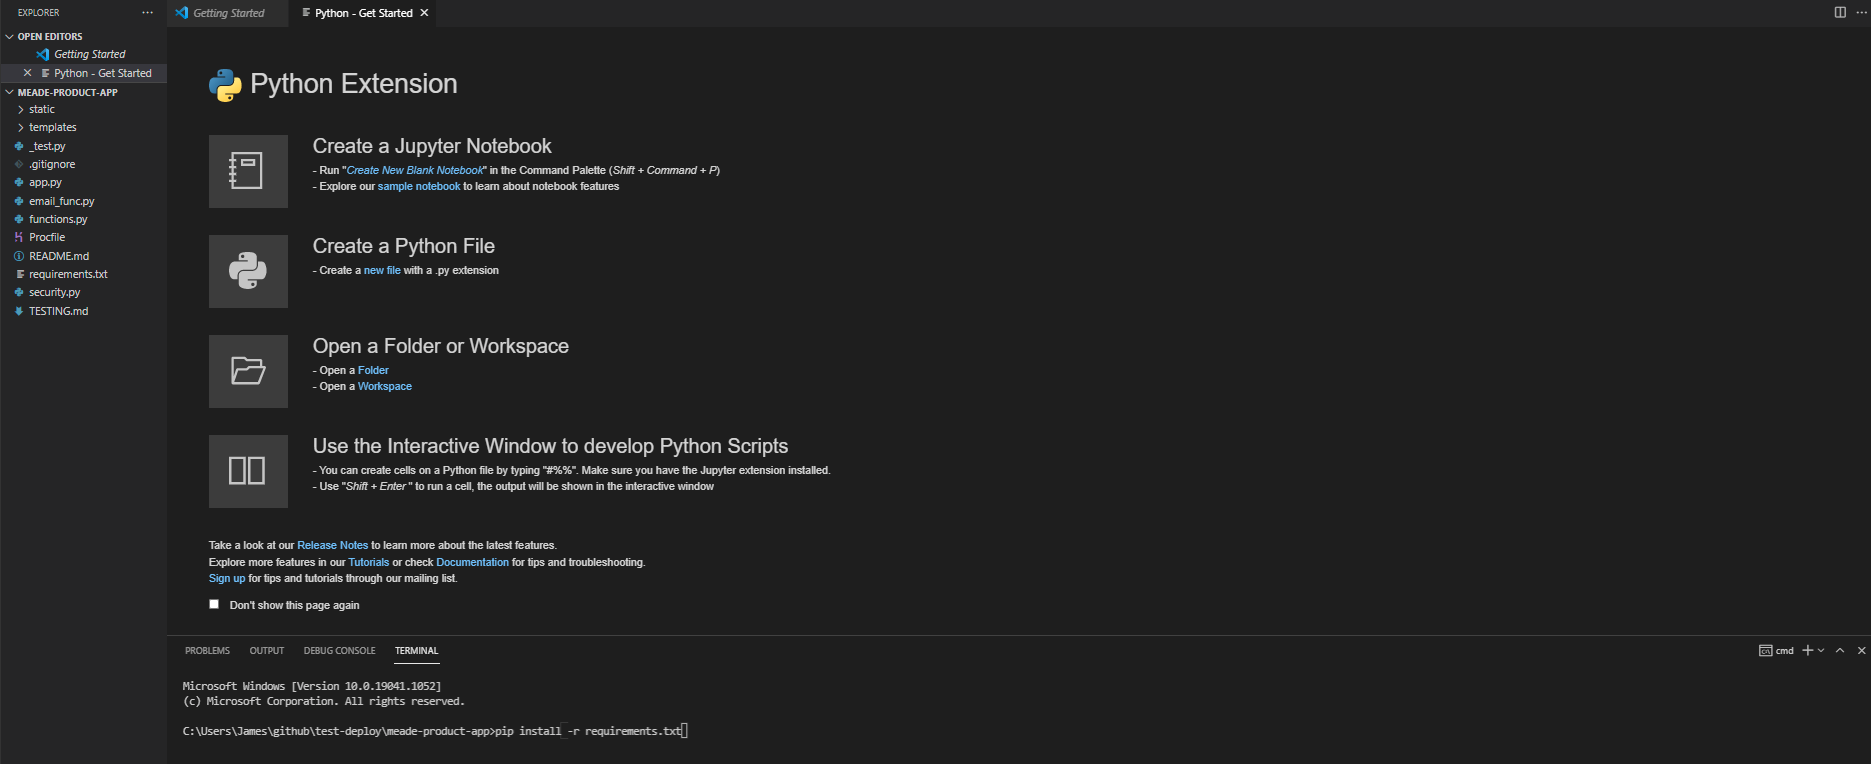 EXPLORER
OPEN EDITORS
Getting Started
Python - Get Started
MEADE-PRODUCT-APP
static
templates
_test.py
.gitignore
app.py
email_func.py
functions.py
Procfile
README.md
requirements.txt
security.py
TESTING.md
Getting Started
Python - Get Started
Python Extension
Create a Jupyter Notebook
- Run "Create New Blank Notebook" in the Command Palette (Shift + Command + P)
- Explore our sample notebook to learn about notebook features
Create a Python File
- Create a new file with a .py extension
Open a Folder or Workspace
- Open a Folder
- Open a Workspace
Use the Interactive Window to develop Python Scripts
- You can create cells on a Python file by typing "#%%". Make sure you have the Jupyter extension installed.
- Use "Shift + Enter " to run a cell, the output will be shown in the interactive window
Take a look at our Release Notes to learn more about the latest features.
Explore more features in our Tutorials or check Documentation for tips and troubleshooting.
Sign up for tips and tutorials through our mailing list.
Don't show this page again
PROBLEMS OUTPUT DEBUG CONSOLE TERMINAL
cmd
Microsoft Windows [Version 10.0.19041.1052]
(c) Microsoft Corporation. All rights reserved.
C:\Users\James\github\test-deploy\meade-product-app>pip install -r requirements.txt